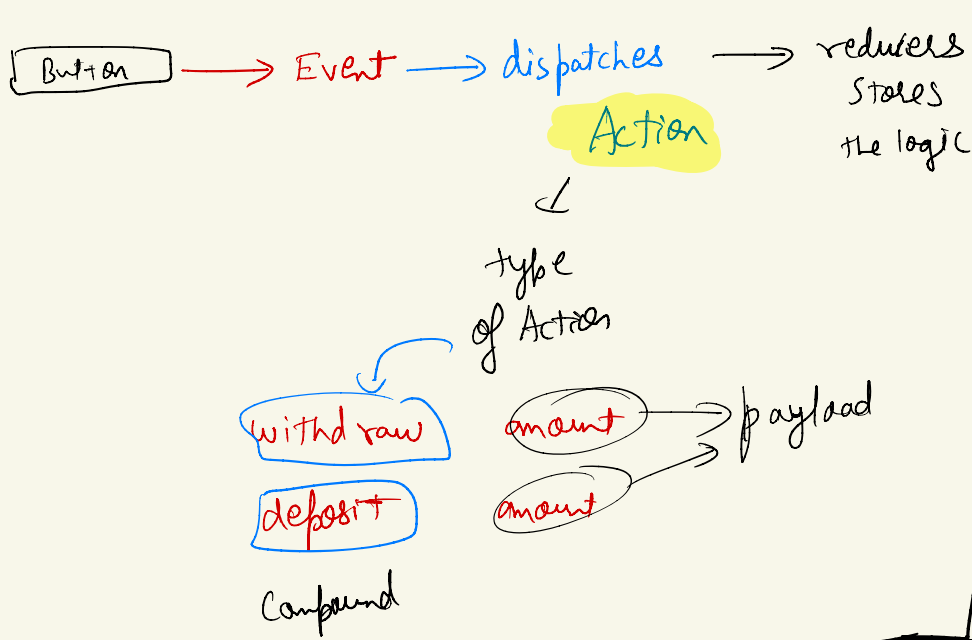 Button Event dispatches reducers
stores
Action
the logic
type
of Action
withdraw amount payload
deposit amount
Compound